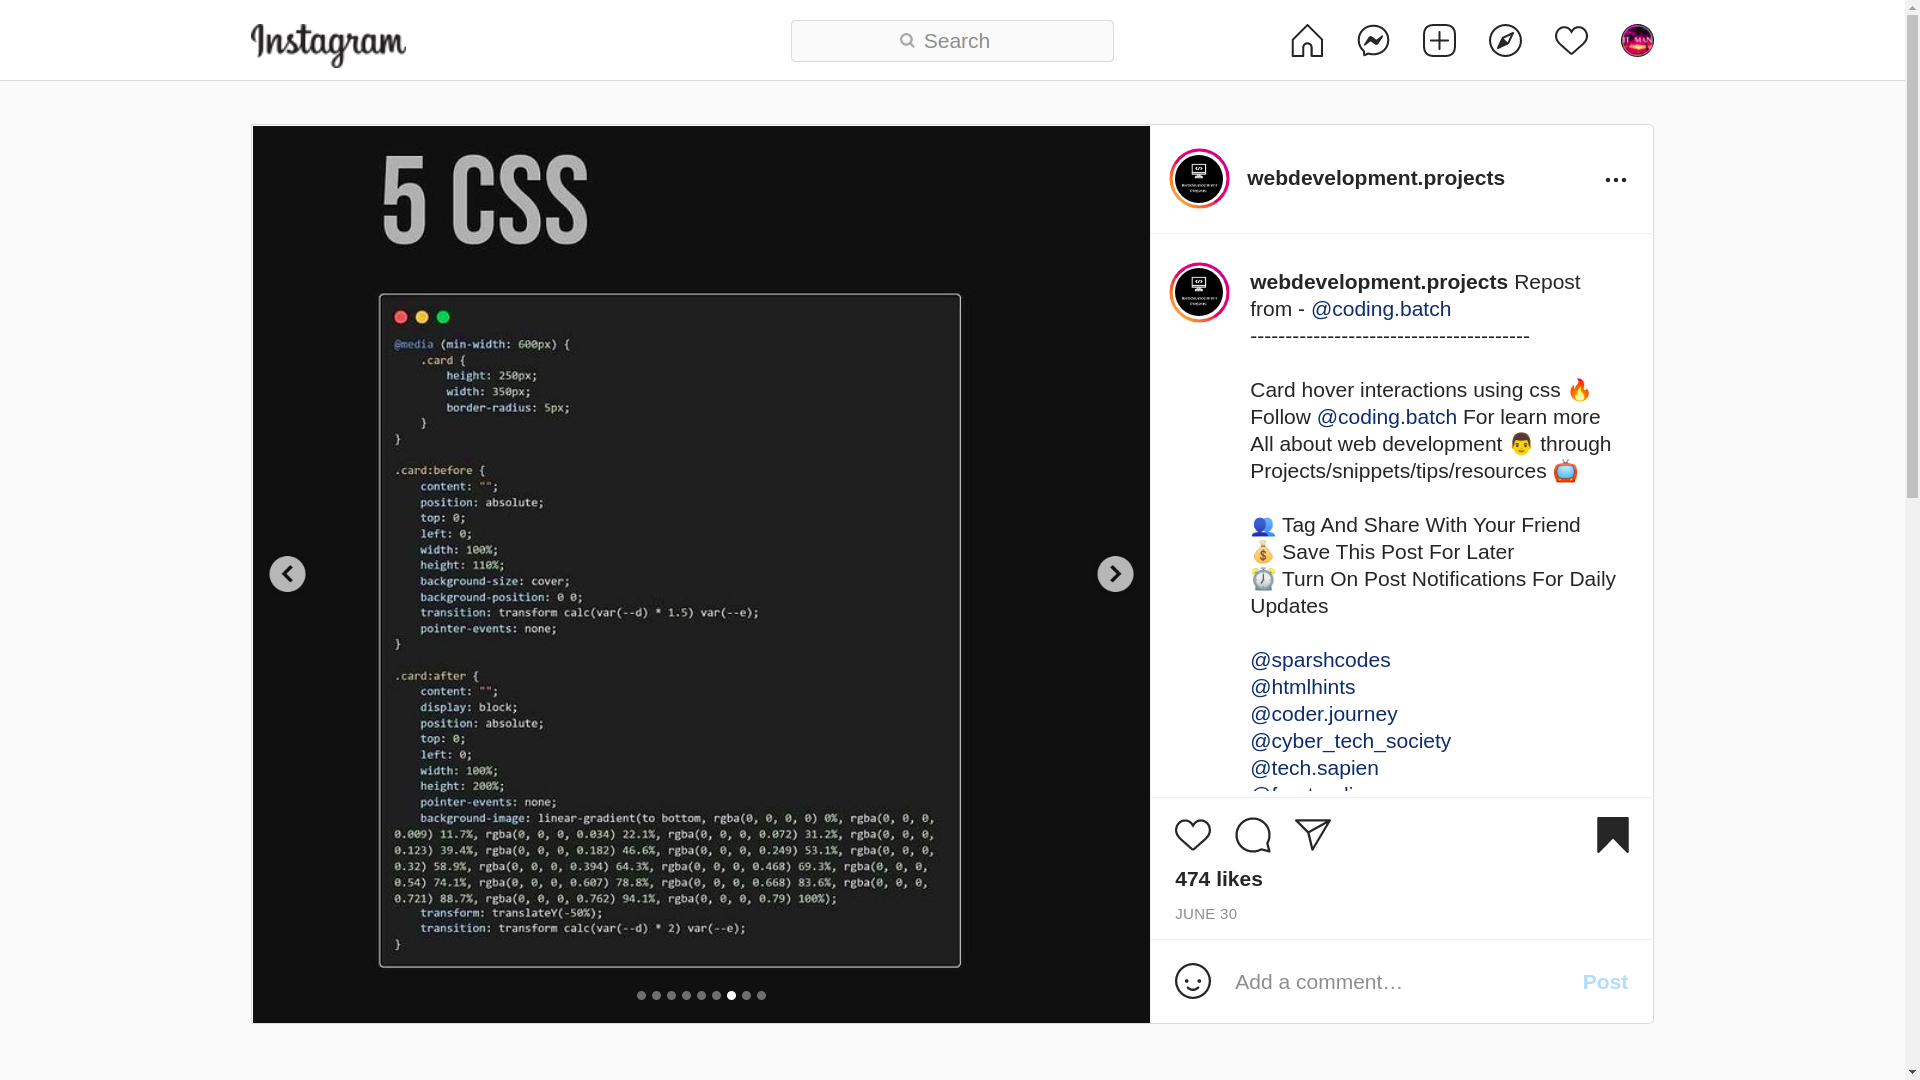 Instagram
Search
5 CSS
@media (min-width: 600px) {
.card {
height: 250px;
width: 350px;
border-radius: 5px;
}
}
.card:before {
content: "";
position: absolute;
top: 0;
left: 0;
width: 100%;
height: 110%;
background-size: cover;
background-position: 0 0;
transition: transform calc(var(--d) * 1.5) var(--e);
pointer-events: none;
}
.card:after {
content: "";
display: block;
position: absolute;
top: 0;
left: 0;
width: 100%;
height: 200%;
pointer-events: none;
background-image: linear-gradient(to bottom, rgba(0, 0, 0, 0) 0%, rgba(0, 0, 0,
0.009) 11.7%, rgba(0, 0, 0, 0.034) 22.1%, rgba(0, 0, 0, 0.072) 31.2%, rgba(0, 0, 0,
0.123) 39.4%, rgba(0, 0, 0, 0.182) 46.6%, rgba(0, 0, 0, 0.249) 53.1%, rgba(0, 0, 0,
0.32) 58.9%, rgba(0, 0, 0, 0.394) 64.3%, rgba(0, 0, 0, 0.468) 69.3%, rgba(0, 0, 0,
0.54) 74.1%, rgba(0, 0, 0, 0.607) 78.8%, rgba(0, 0, 0, 0.668) 83.6%, rgba(0, 0, 0,
0.721) 88.7%, rgba(0, 0, 0, 0.762) 94.1%, rgba(0, 0, 0, 0.79) 100%);
transform: translateY(-50%);
transition: transform calc(var(--d) * 2) var(--e);
}
webdevelopment.projects
webdevelopment.projects Repost
from - @coding.batch
----------------------------------------
Card hover interactions using css 🔥
Follow @coding.batch For learn more
All about web development 👨 through
Projects/snippets/tips/resources 📺
👥 Tag And Share With Your Friend
💰 Save This Post For Later
⏰ Turn On Post Notifications For Daily
Updates
@sparshcodes
@htmlhints
@coder.journey
@cyber_tech_society
@tech.sapien
474 likes
JUNE 30
Add a comment…
Post